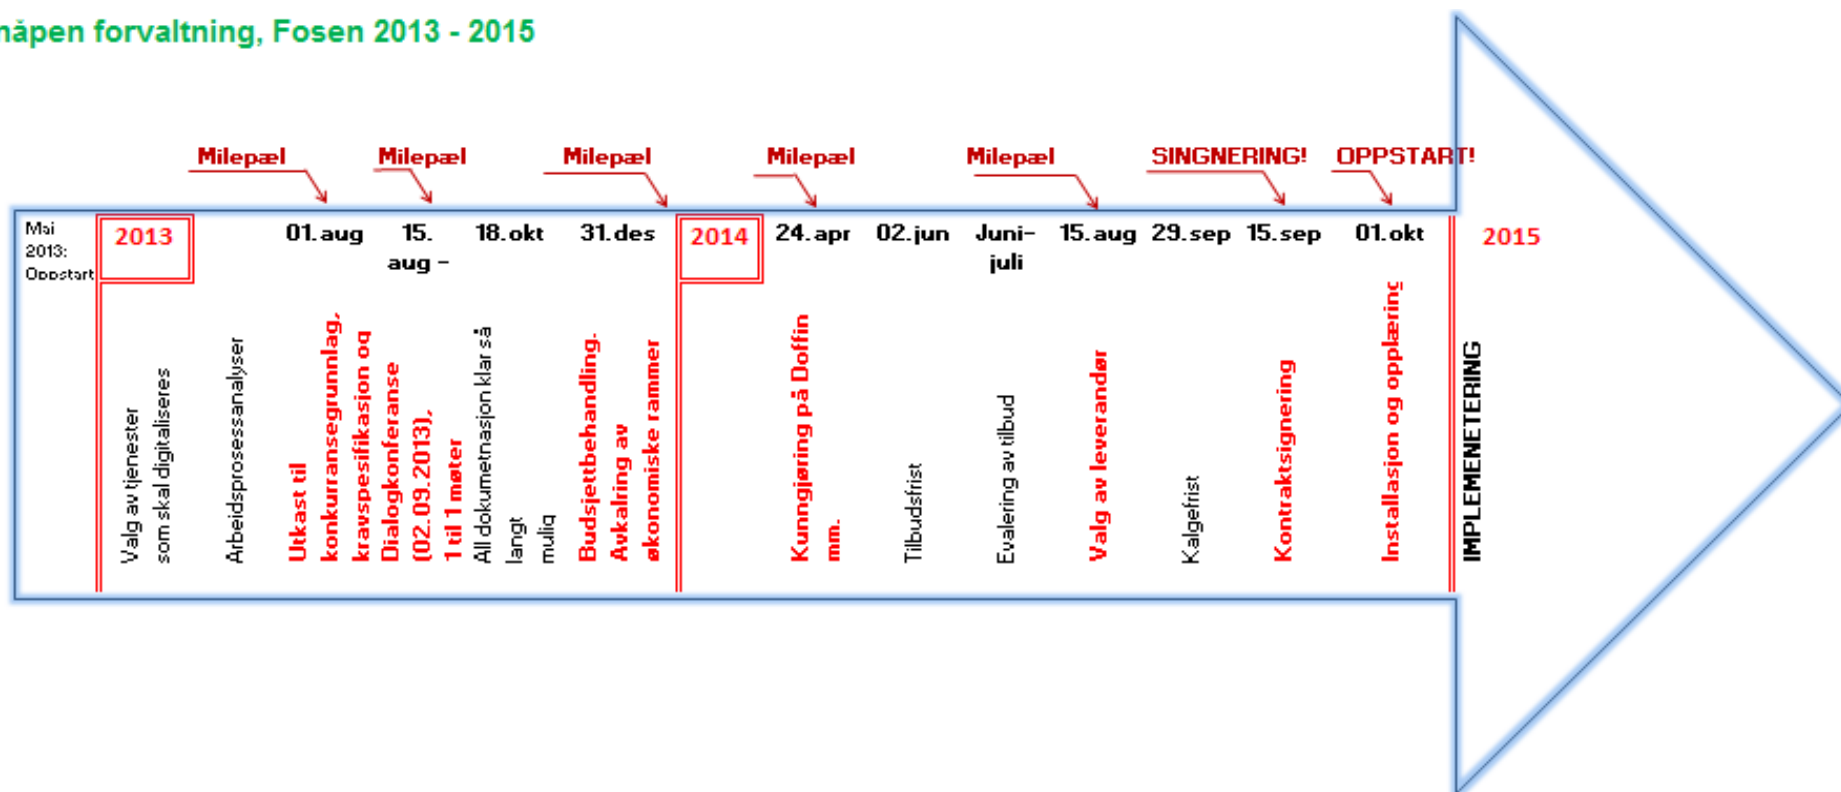 nåpen forvaltning, Fosen 2013 - 2015
Milepæl
Milepæl
Milepæl
Milepæl
Milepæl
SINGNERING!
OPPSTART!
Mai
2013:
Oppstart
2013
01.aug
15.
aug -
18.okt
31.des
2014
24.apr
02.jun
Juni-
juli
15.aug
29.sep
15.sep
01.okt
2015
Valg av tjenester
som skal digitaliseres
Arbeidsprosessanalyser
Utkast til
konkurransegrunnlag,
kravspesifikasjon og
Dialogkonferanse
(02.09.2013),
1 til 1 møter
All dokumetnasjon klar så
langt
mulig
Budsjettbehandling.
Avkalring av
økonomiske rammer
Kunngjøring på Doffin
mm.
Tilbudsfrist
Evalering av tilbud
Valg av leverandør
Kalgefrist
Kontraktsignering
Installasjon og opplæring
IMPLEMENETERING